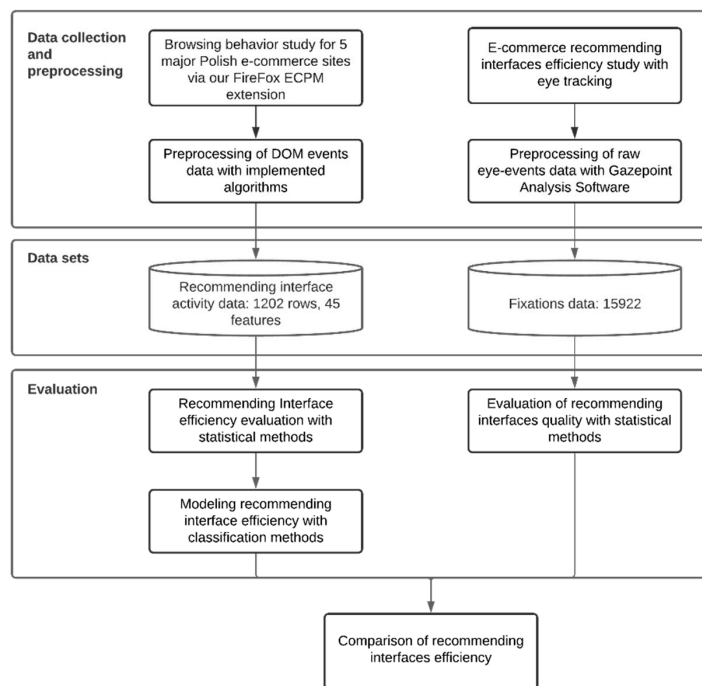 Data collection
and
preprocessing
Browsing behavior study for 5
major Polish e-commerce sites
via our FireFox ECPM
extension
E-commerce recommending
interfaces efficiency study with
eye tracking
Preprocessing of DOM events
data with implemented
algorithms
Preprocessing of raw
eye-events data with Gazepoint
Analysis Software
Data sets
Recommending interface
activity data: 1202 rows, 45
features
Fixations data: 15922
Evaluation
Recommending Interface
efficiency evaluation with
statistical methods
Evaluation of recommending
interfaces quality with statistical
methods
Modeling recommending
interface efficiency with
classification methods
Comparison of recommending
interfaces efficiency